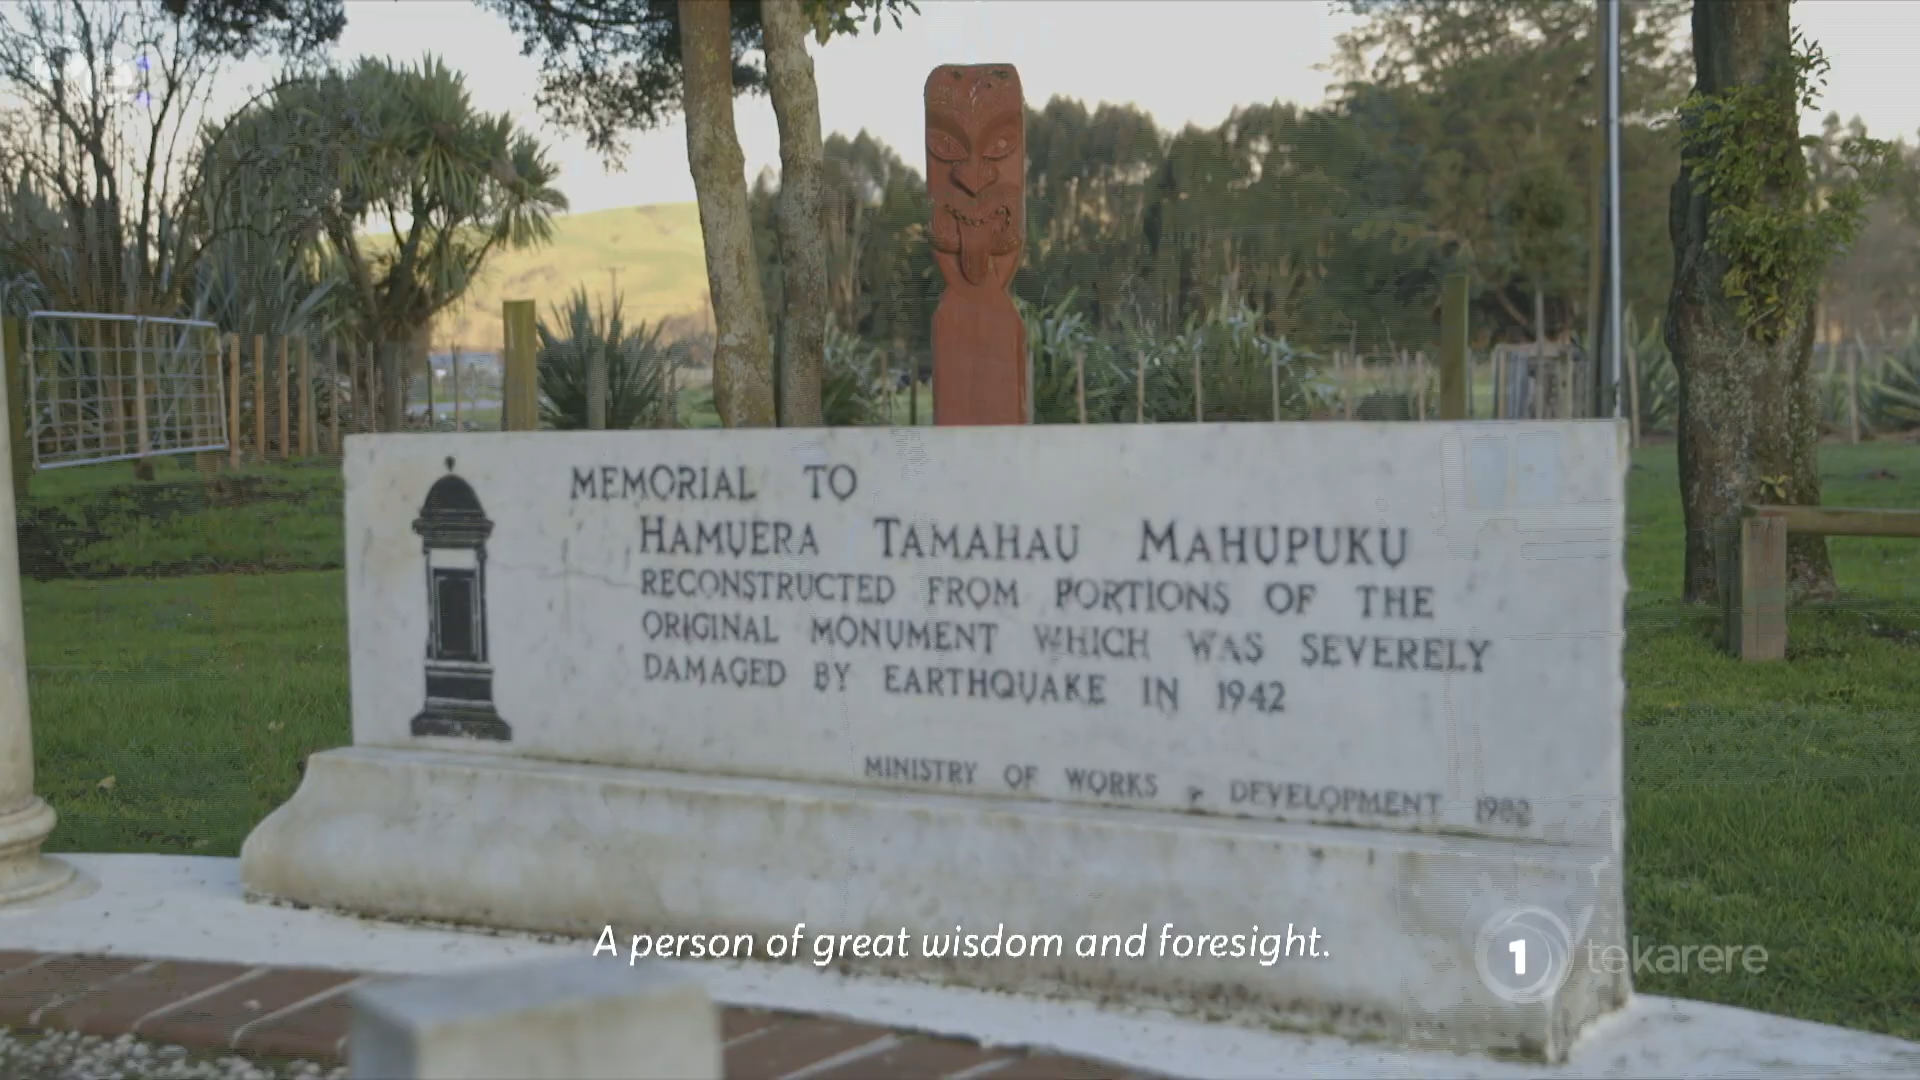 MEMORIAL TO
HAMUERA TAMAHAU MAHUPUKU
RECONSTRUCTED FROM PORTIONS OF THE
ORIGINAL MONUMENT WHICH WAS SEVERELY
DAMAGED BY EARTHQUAKE IN 1942
MINISTRY OF WORKS & DEVELOPMENT 1982
A person of great wisdom and foresight.
1 tekarere